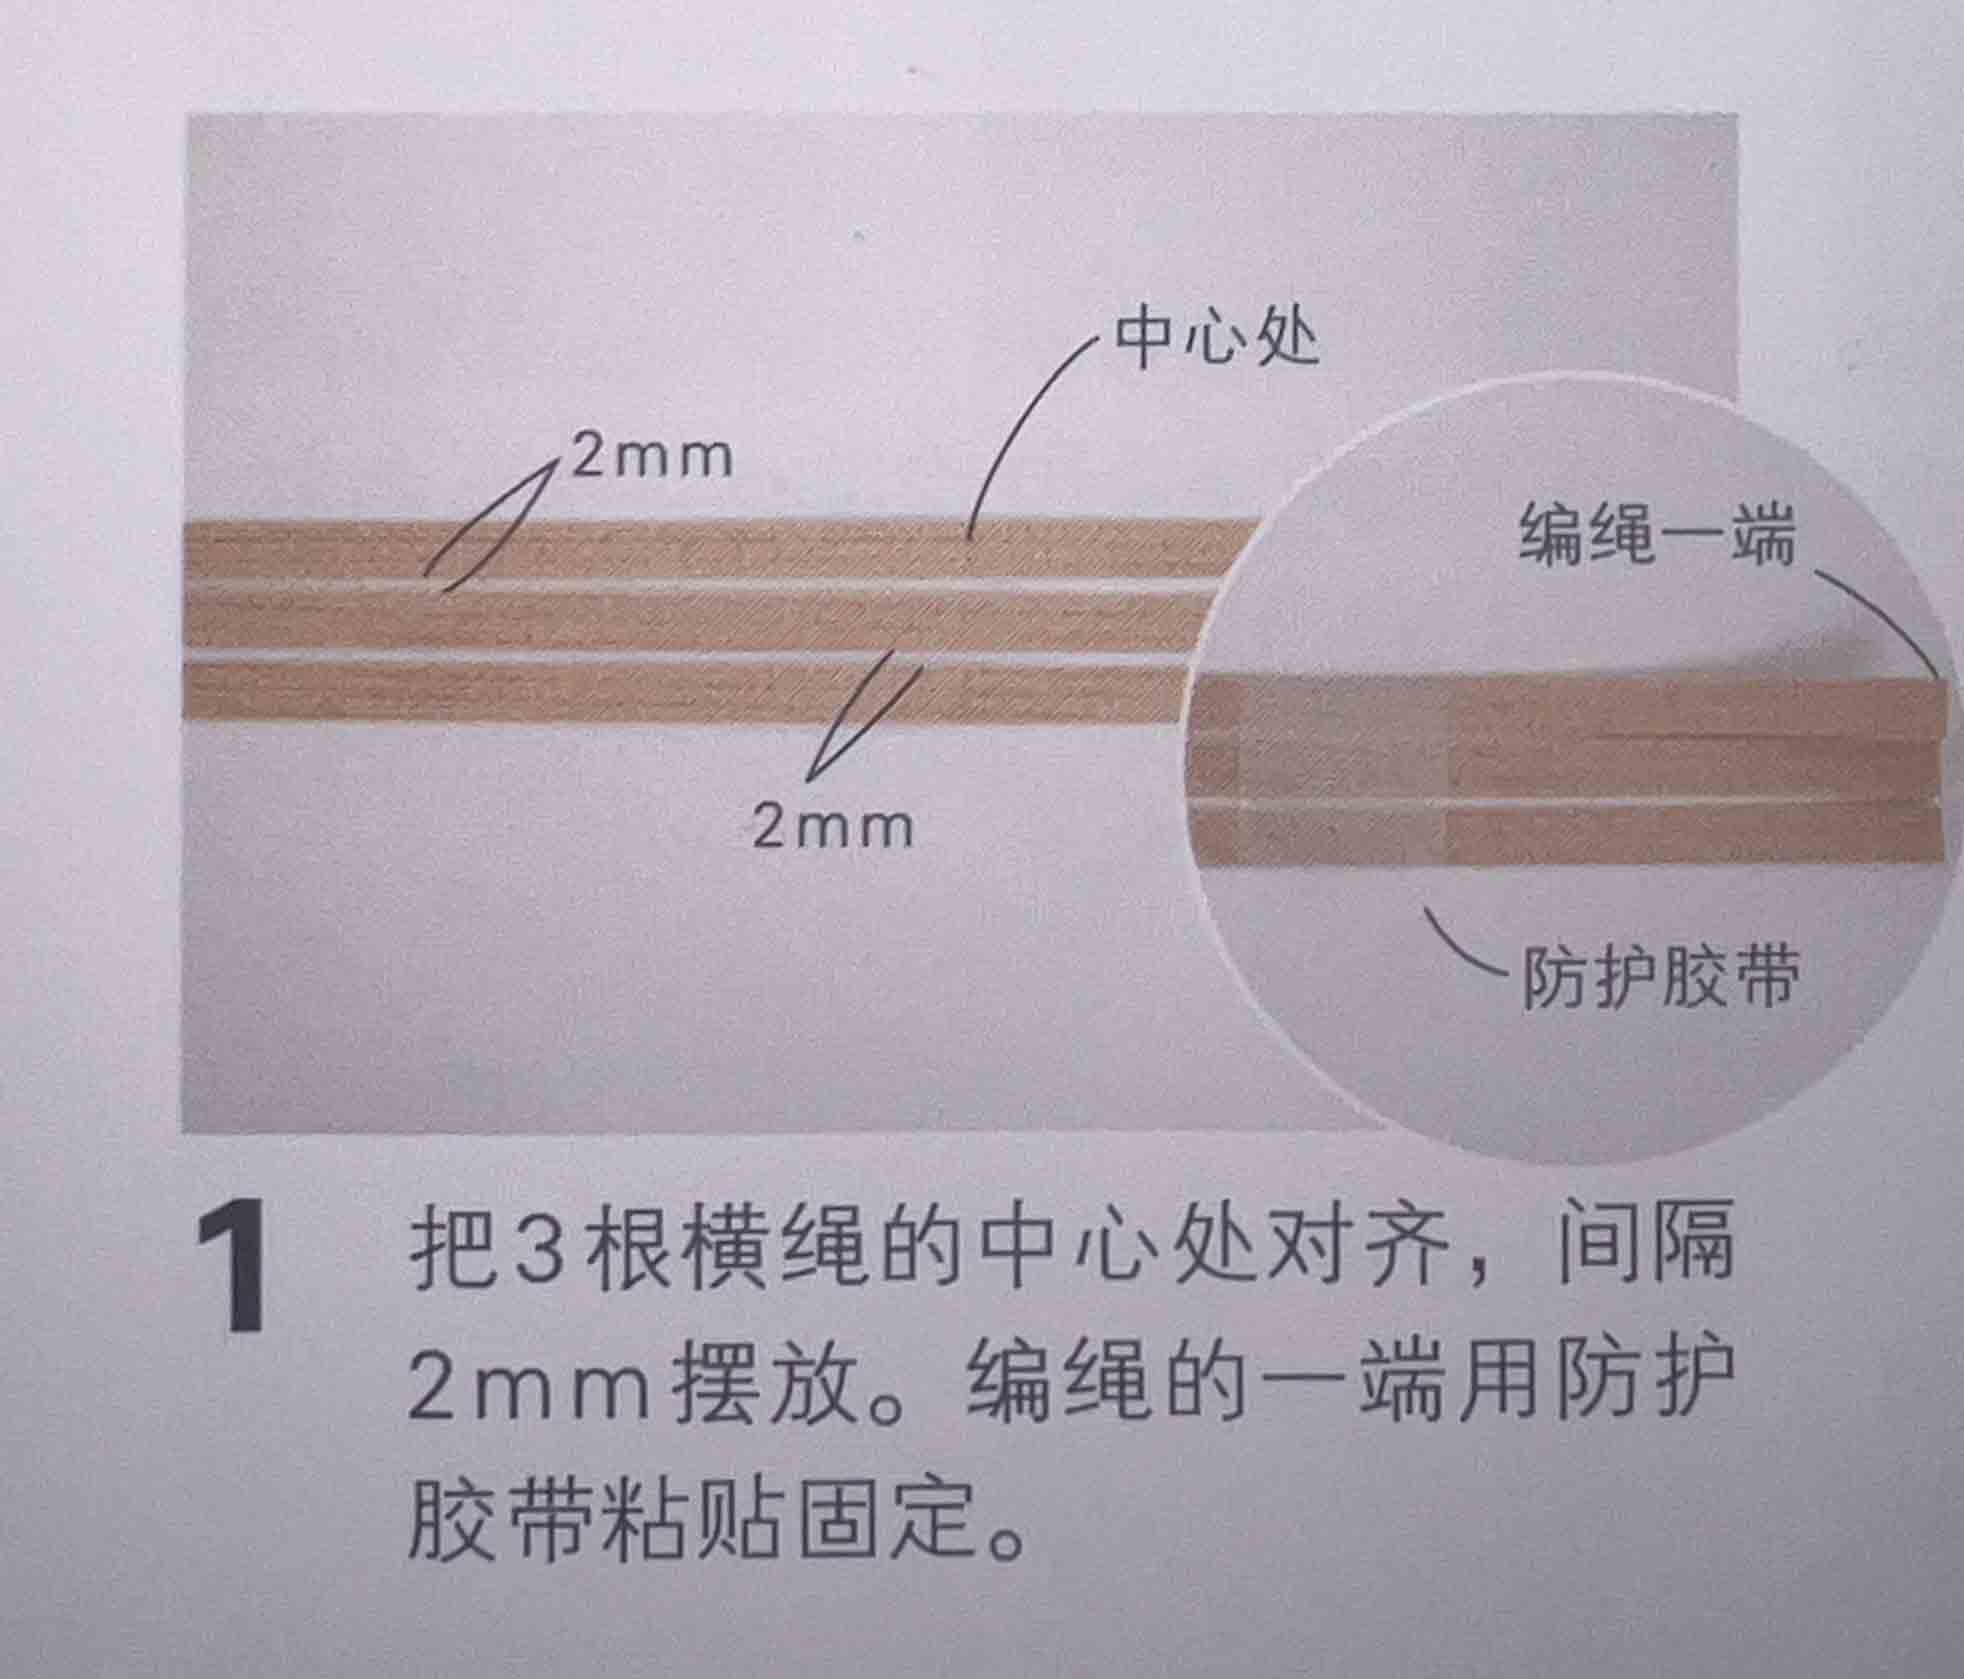 中心处
2mm
编绳一端
2mm
防护胶带
1 把3根横绳的中心处对齐，间隔
2mm摆放。编绳的一端用防护
胶带粘贴固定。